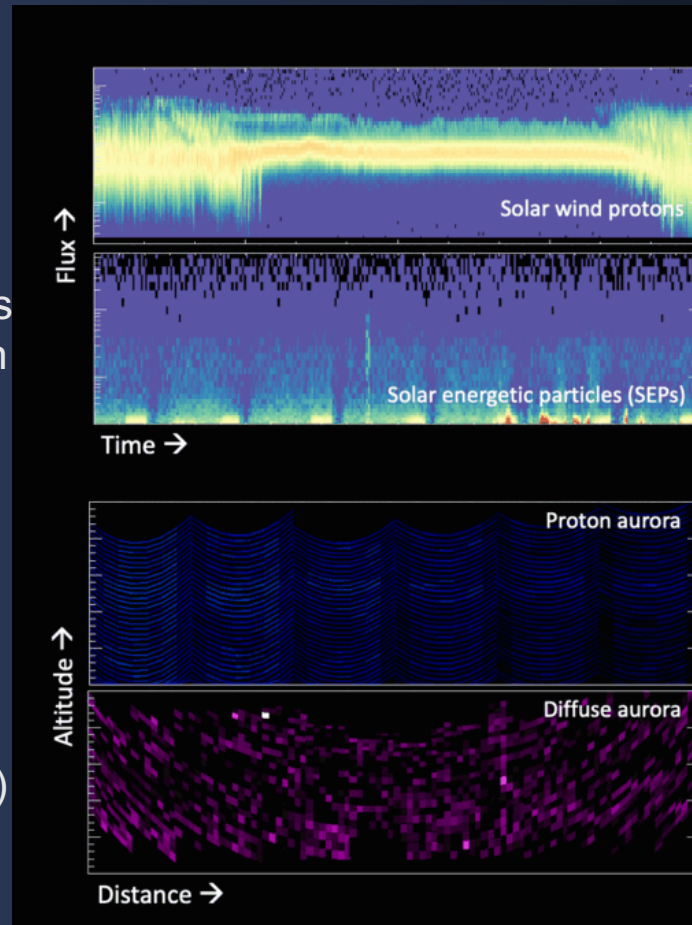 s
n
)
Flux →
Solar wind protons
Solar energetic particles (SEPs)
Time →
Altitude →
Proton aurora
Diffuse aurora
Distance →